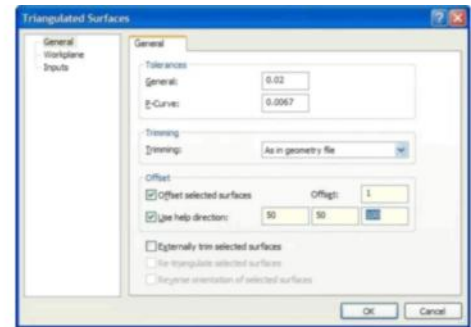 Triangulated Surfaces
General
Workplane
Inputs
General
Tolerances
General: 0.02
P-Curve: 0.0067
Trimming
Trimming: As in geometry file
Offset
Offset selected surfaces Offset: 1
Use help direction: 50 50
Externally trim selected surfaces
Re-triangulate selected surfaces
Reverse orientation of selected surfaces
OK Cancel